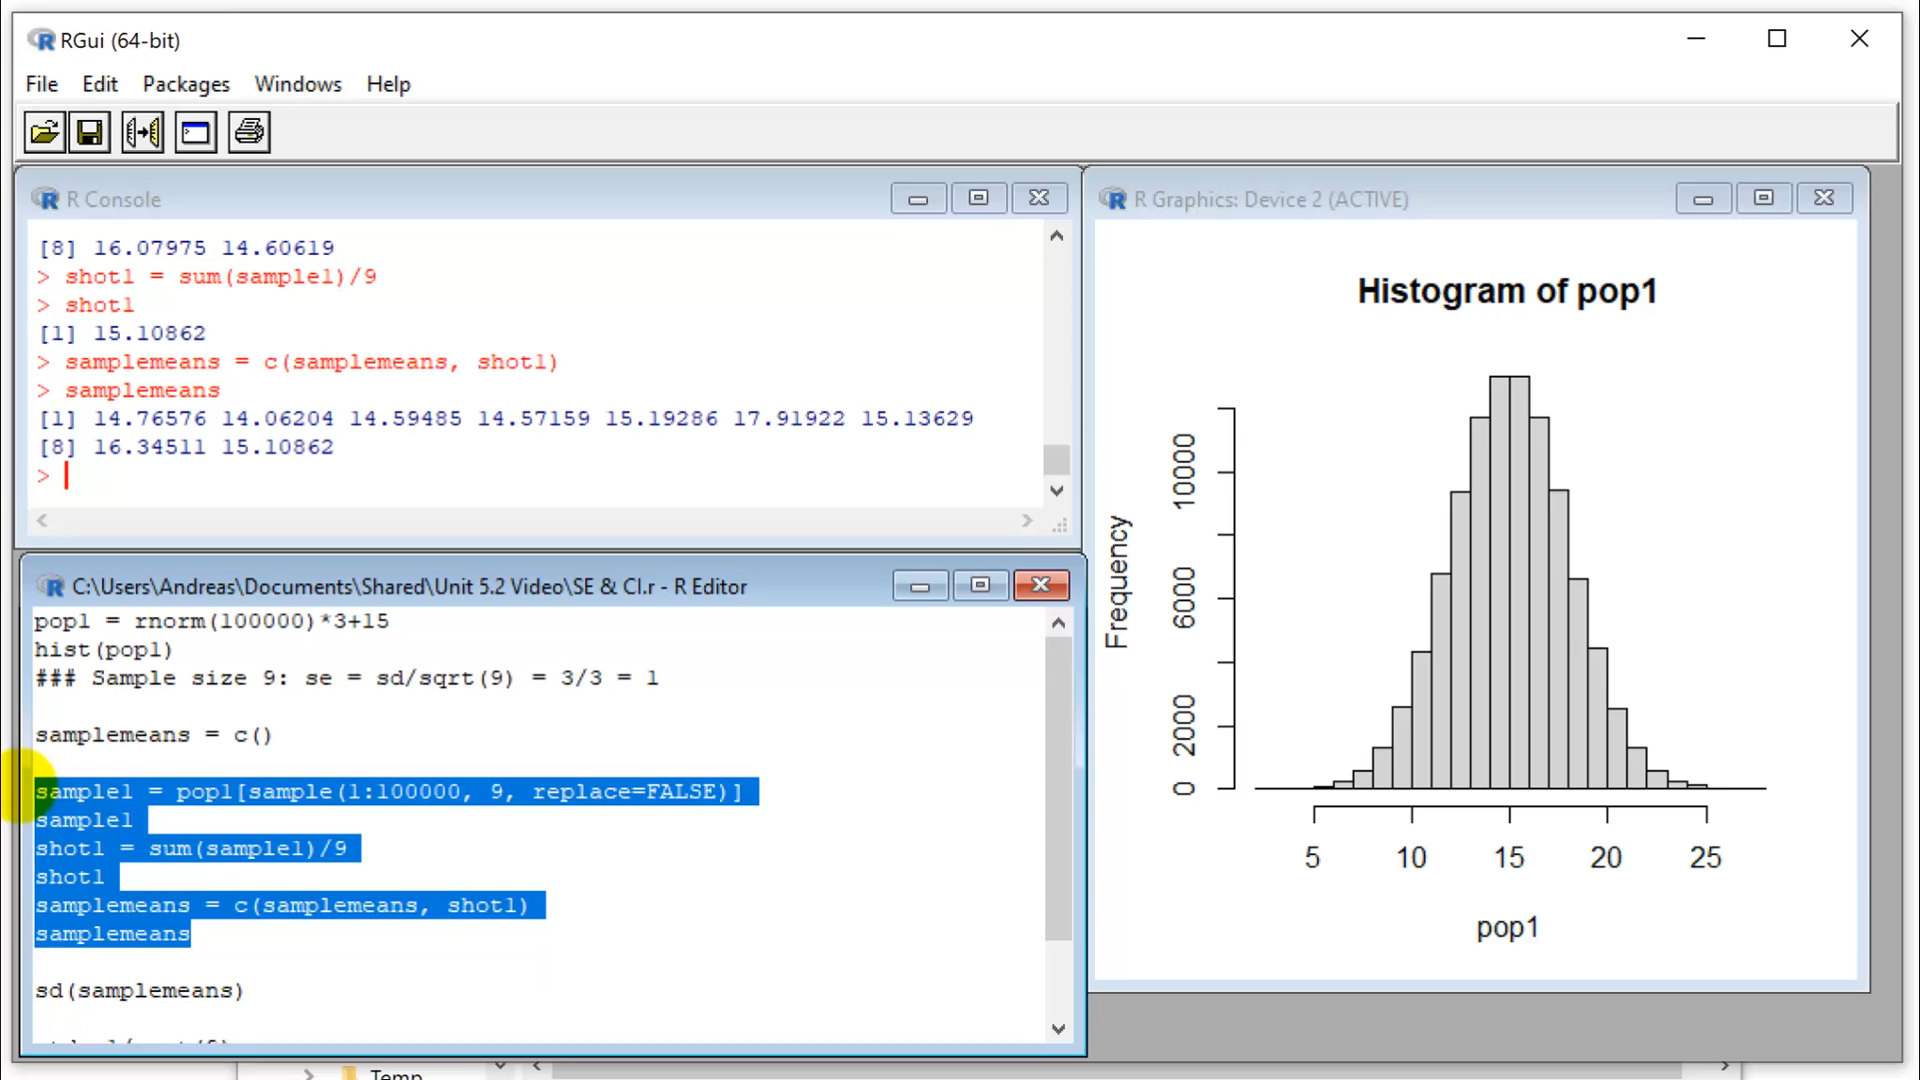 RGui (64-bit)
File Edit Packages Windows Help
R Console
[8] 16.07975 14.60619
> shot1 = sum(sample1)/9
> shot1
[1] 15.10862
> samplemeans = c(samplemeans, shot1)
> samplemeans
[1] 14.76576 14.06204 14.59485 14.57159 15.19286 17.91922 15.13629
[8] 16.34511 15.10862
>
C:\Users\Andreas\Documents\Shared\Unit 5.2 Video\SE & CI.r - R Editor
pop1 = rnorm(100000)*3+15
hist(pop1)
### Sample size 9: se = sd/sqrt(9) = 3/3 = 1
samplemeans = c()
sample1 = pop1[sample(1:100000, 9, replace=FALSE)]
sample1
shot1 = sum(sample1)/9
shot1
samplemeans = c(samplemeans, shot1)
samplemeans
sd(samplemeans)
R Graphics: Device 2 (ACTIVE)
Histogram of pop1
Frequency
10000
6000
2000
0
5 10 15 20 25
pop1
Temp